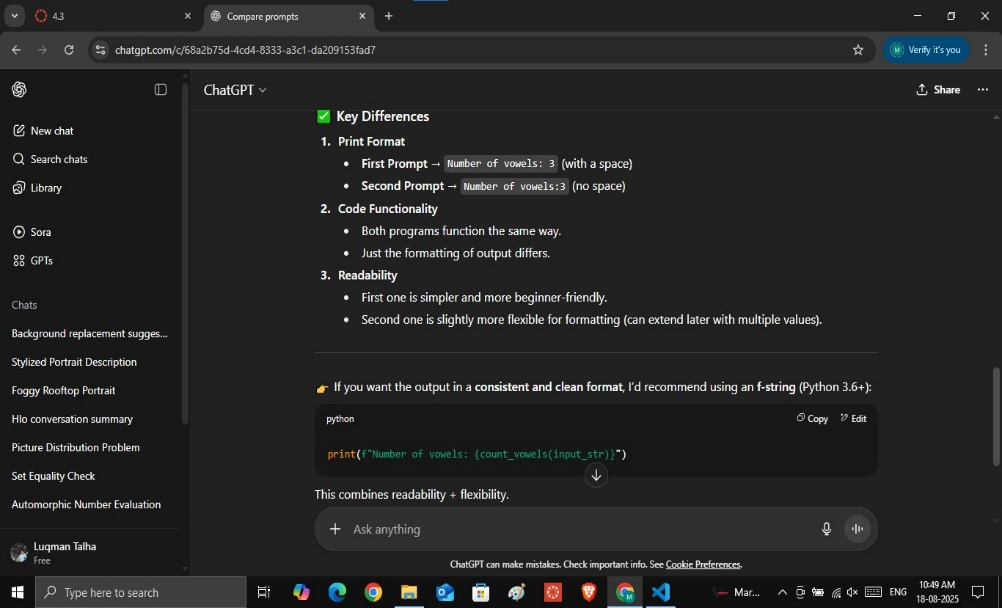 4.3
Compare prompts
chatgpt.com/c/68a2b75d-4cd4-8333-a3c1-da209153fad7
Verify it's you
ChatGPT
Share
New chat
Search chats
Library
Sora
GPTs
Chats
Background replacement sugges...
Stylized Portrait Description
Foggy Rooftop Portrait
Hlo conversation summary
Picture Distribution Problem
Set Equality Check
Automorphic Number Evaluation
Luqman Talha
Free
✅ Key Differences
1. Print Format
• First Prompt → Number of vowels: 3 (with a space)
• Second Prompt → Number of vowels:3 (no space)
2. Code Functionality
• Both programs function the same way.
• Just the formatting of output differs.
3. Readability
• First one is simpler and more beginner-friendly.
• Second one is slightly more flexible for formatting (can extend later with multiple values).
👉 If you want the output in a consistent and clean format, I'd recommend using an f-string (Python 3.6+):
python
Copy Edit
print(f"Number of vowels: {count_vowels(input_str)}")
This combines readability + flexibility.
Ask anything
ChatGPT can make mistakes. Check important info. See Cookie Preferences.
Type here to search
Mar...
ENG
10:49 AM
18-08-2025